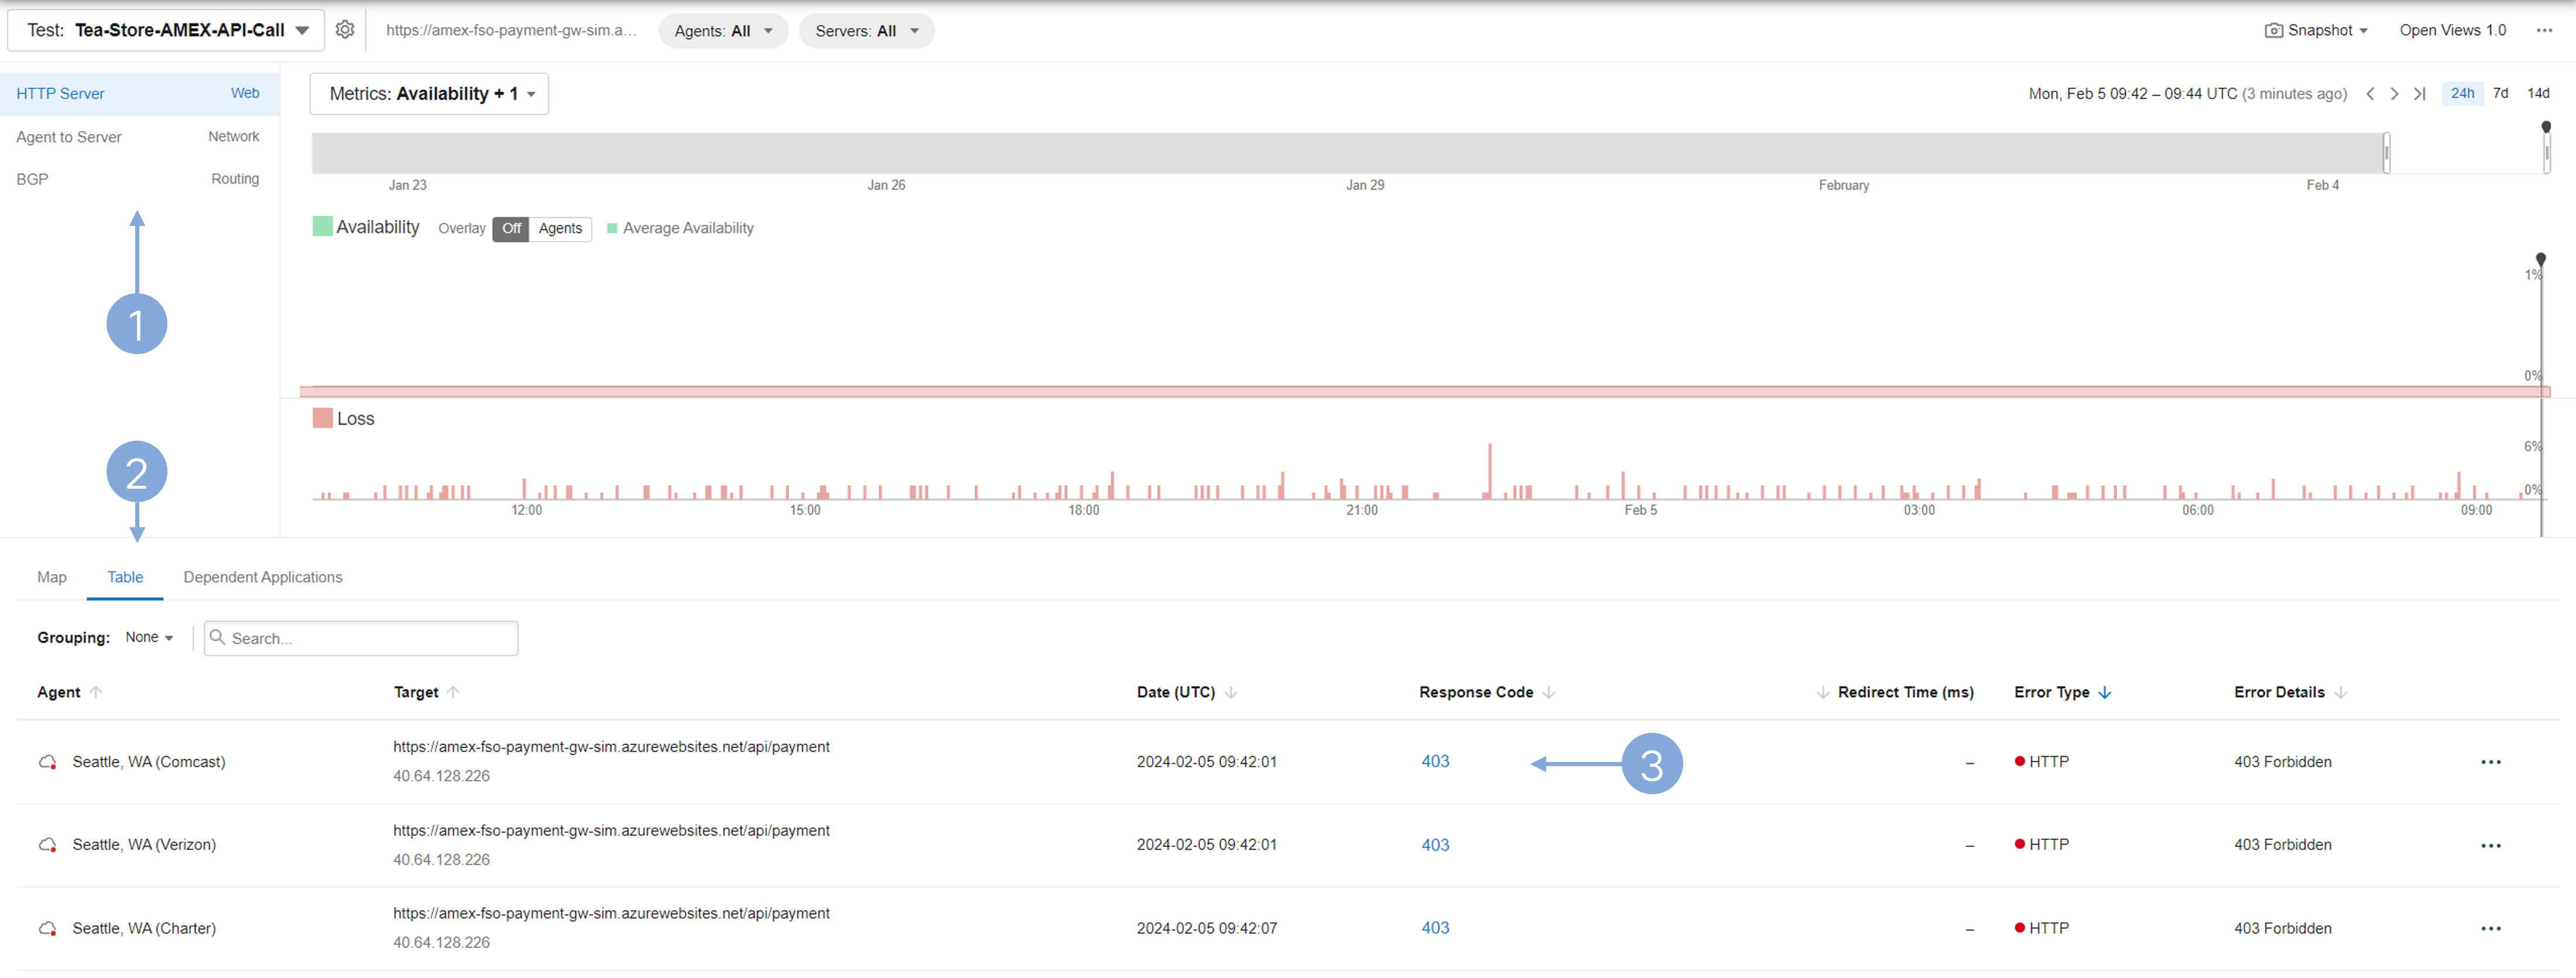 Test: Tea-Store-AMEX-API-Call https://amex-fso-payment-gw-sim.a... Agents: All Servers: All Snapshot Open Views 1.0 ...
HTTP Server Web
Agent to Server Network
BGP Routing
1
2
Metrics: Availability + 1 Mon, Feb 5 09:42 – 09:44 UTC (3 minutes ago) 24h 7d 14d
Jan 23 Jan 26 Jan 29 February Feb 4
Availability Overlay Off Agents Average Availability
1%
0%
Loss
6%
0%
12:00 15:00 18:00 21:00 Feb 5 03:00 06:00 09:00
Map Table Dependent Applications
Grouping: None Search...
Agent Target Date (UTC) Response Code Redirect Time (ms) Error Type Error Details
https://amex-fso-payment-gw-sim.azurewebsites.net/api/payment
Seattle, WA (Comcast) 2024-02-05 09:42:01 403 3 – HTTP 403 Forbidden ...
40.64.128.226
https://amex-fso-payment-gw-sim.azurewebsites.net/api/payment
Seattle, WA (Verizon) 2024-02-05 09:42:01 403 – HTTP 403 Forbidden ...
40.64.128.226
https://amex-fso-payment-gw-sim.azurewebsites.net/api/payment
Seattle, WA (Charter) 2024-02-05 09:42:07 403 – HTTP 403 Forbidden ...
40.64.128.226